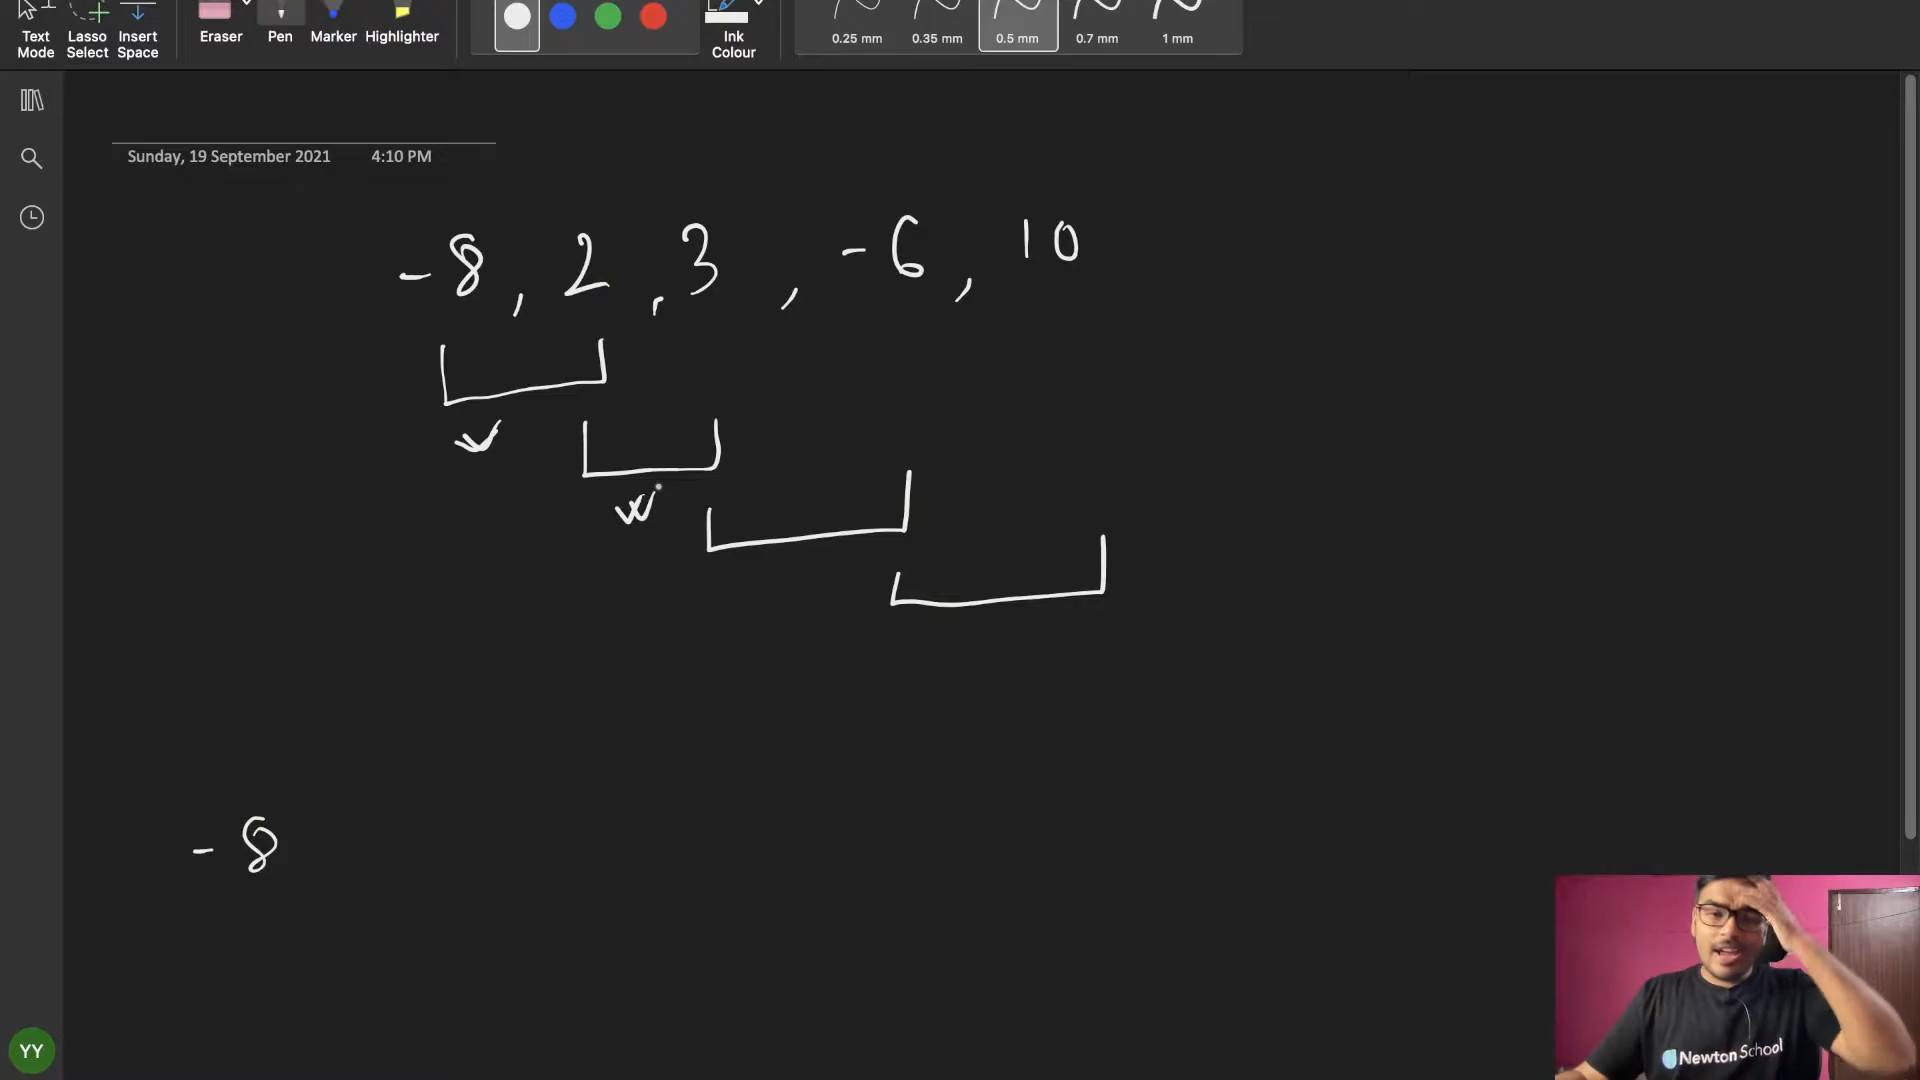 Text Mode
Lasso Select
Insert Space
Eraser
Pen
Marker
Highlighter
Ink Colour
0.25 mm
0.35 mm
0.5 mm
0.7 mm
1 mm
Sunday, 19 September 2021 4:10 PM
-8, 2, 3, -6, 10
-8
YY
Newton School